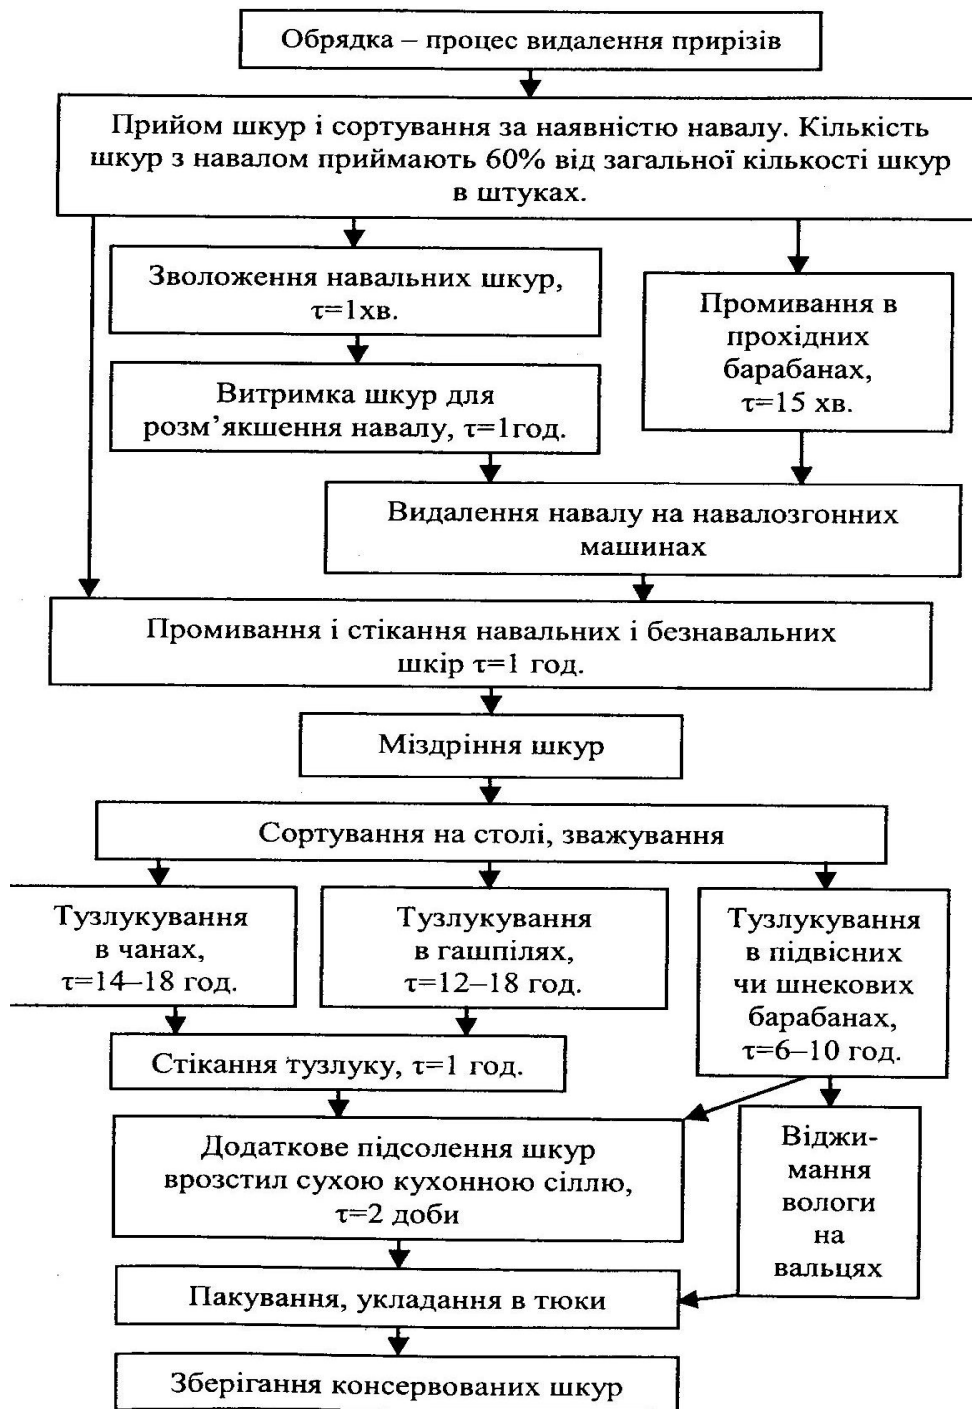 Обрядка – процес видалення прирізів
Прийом шкур і сортування за наявністю навалу. Кількість
шкур з навалом приймають 60% від загальної кількості шкур
в штуках.
Зволоження навальних шкур,
τ=1хв.
Витримка шкур для
розм’якшення навалу, τ=1год.
Промивання в
прохідних
барабанах,
τ=15 хв.
Видалення навалу на навалозгонних
машинах
Промивання і стікання навальних і безнавальних
шкір τ=1 год.
Міздріння шкур
Сортування на столі, зважування
Тузлукування
в чанах,
τ=14–18 год.
Тузлукування
в гашпілях,
τ=12–18 год.
Тузлукування
в підвісних
чи шнекових
барабанах,
τ=6–10 год.
Стікання тузлуку, τ=1 год.
Додаткове підсолення шкур
врозстил сухою кухонною сіллю,
τ=2 доби
Віджи-
мання
вологи
на
вальцях
Пакування, укладання в тюки
Зберігання консервованих шкур